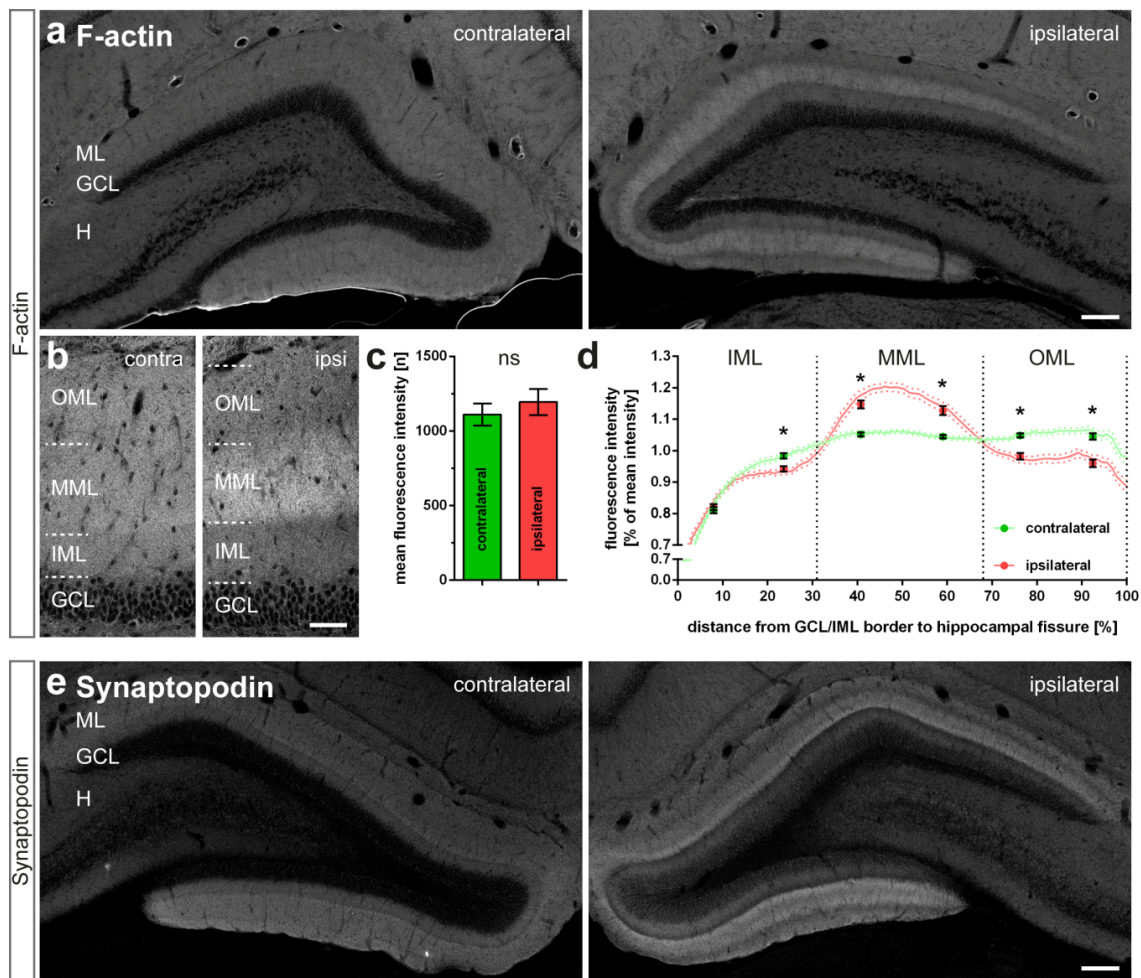 F-actin
a F-actin
contralateral
ipsilateral
ML
GCL
H
b
contra
OML
MML
IML
GCL
ipsi
OML
MML
IML
GCL
c
ns
mean fluorescence intensity [n]
1500
1000
500
0
contralateral
ipsilateral
d
IML
MML
OML
fluorescence intensity
[% of mean intensity]
1.3
1.2
1.1
1.0
0.9
0.8
0.7
0.7
0.0
* * * * *
contralateral
ipsilateral
0 10 20 30 40 50 60 70 80 90 100
distance from GCL/IML border to hippocampal fissure [%]
Synaptopodin
e Synaptopodin
contralateral
ipsilateral
ML
GCL
H